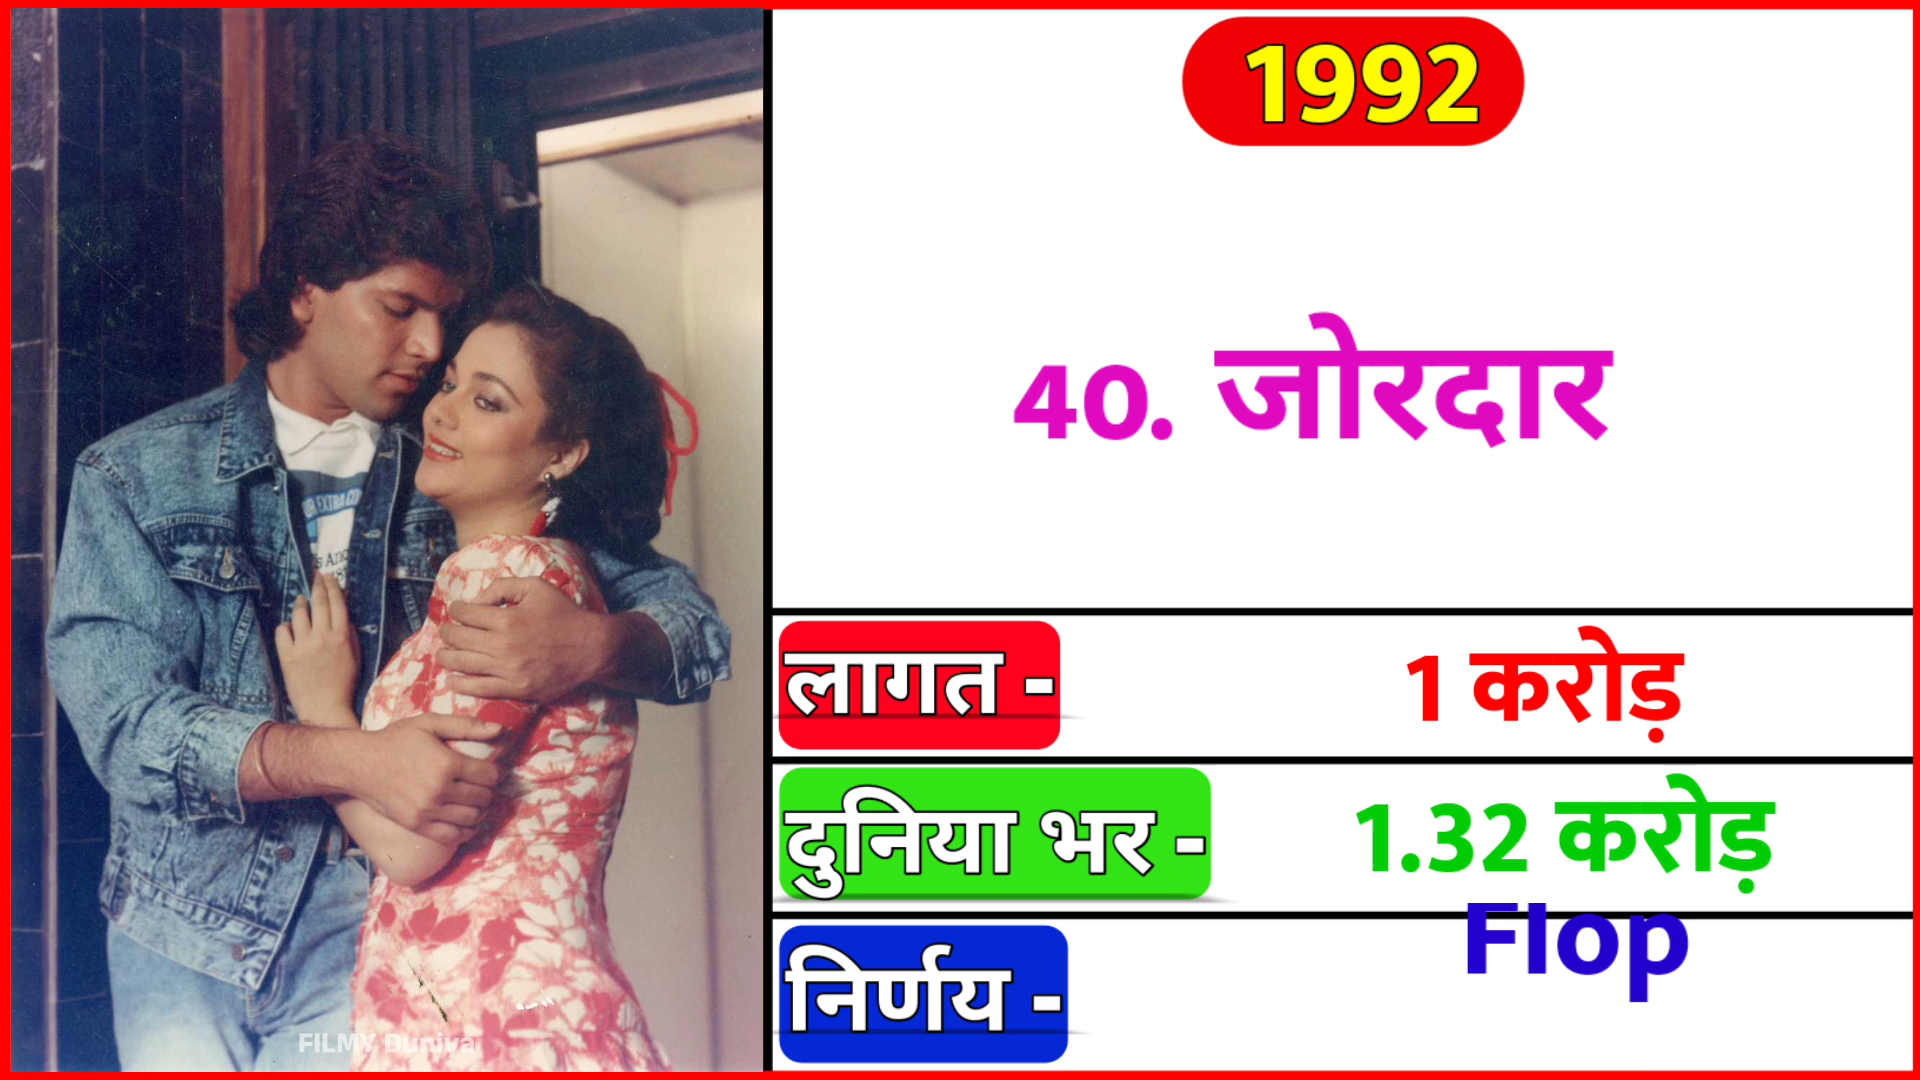 1992
40. जोरदार
लागत - 1 करोड़
दुनिया भर - 1.32 करोड़
Flop
निर्णय -
FILMY Duniya